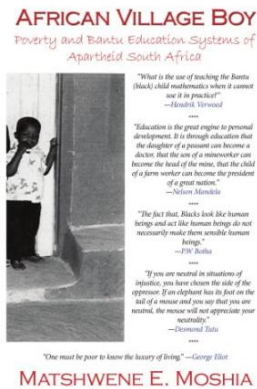 AFRICAN VILLAGE BOY
Poverty and Bantu Education Systems of
Apartheid South Africa
"What is the use of teaching the Bantu
(black) child mathematics when it cannot
use it in practice?"
—Hendrik Verwoed
****
"Education is the great engine to personal
development. It is through education that
the daughter of a peasant can become a
doctor, that the son of a mineworker can
become the head of the mine, that the child
of a farm worker can become the president
of a great nation."
—Nelson Mandela
****
"The fact that, Blacks look like human
beings and act like human beings do not
necessarily make them sensible human
beings."
—P.W Botha
****
"If you are neutral in situations of
injustice, you have chosen the side of the
oppressor. If an elephant has its foot on the
tail of a mouse and you say that you are
neutral, the mouse will not appreciate your
neutrality."
—Desmond Tutu
****
"One must be poor to know the luxury of living." —George Eliot
MATSHWENE E. MOSHIA